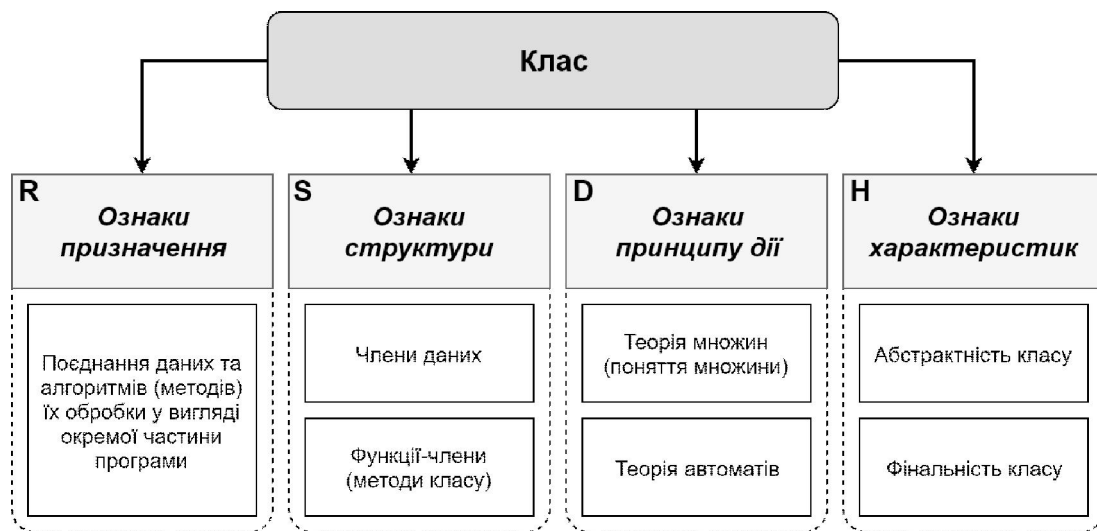 Клас
R
Ознаки
призначення
Поєднання даних та
алгоритмів (методів)
їх обробки у вигляді
окремої частини
програми
S
Ознаки
структури
Члени даних
Функції-члени
(методи класу)
D
Ознаки
принципу дії
Теорія множин
(поняття множини)
Теорія автоматів
H
Ознаки
характеристик
Абстрактність класу
Фінальність класу